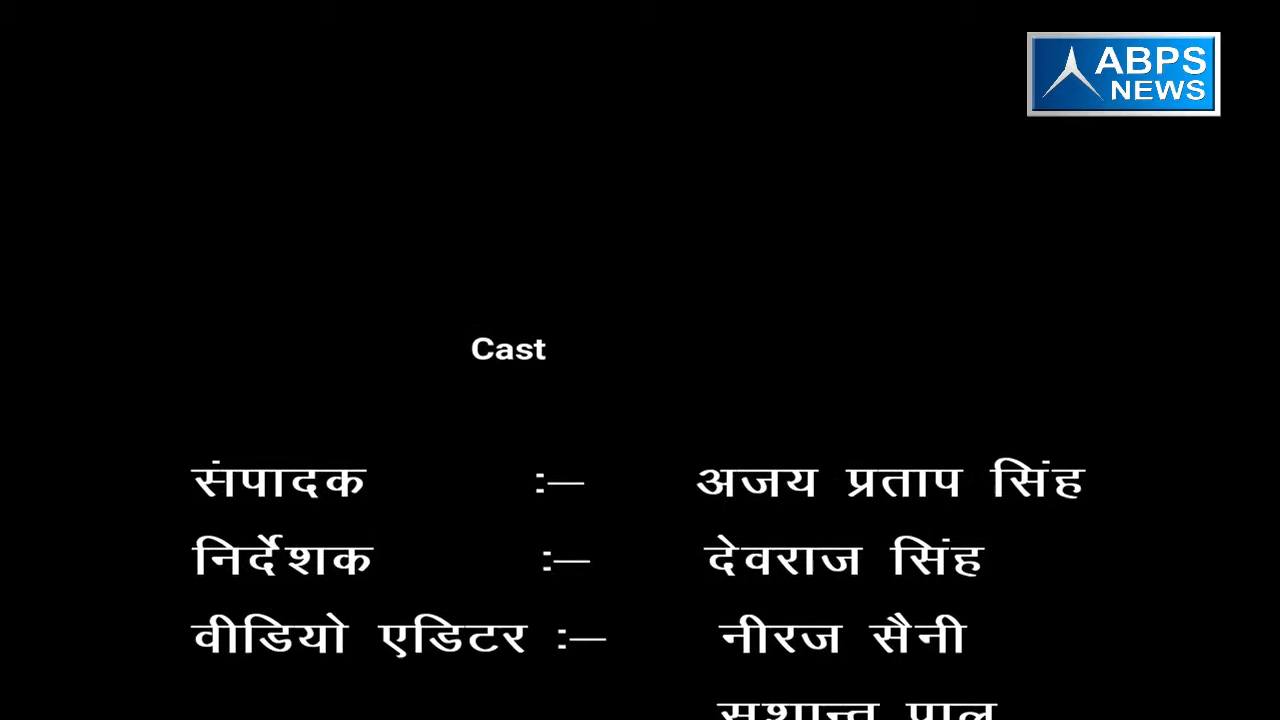 ABPS
NEWS
Cast
संपादक :— अजय प्रताप सिंह
निर्देशक :— देवराज सिंह
वीडियो एडिटर :— नीरज सैनी
पाल